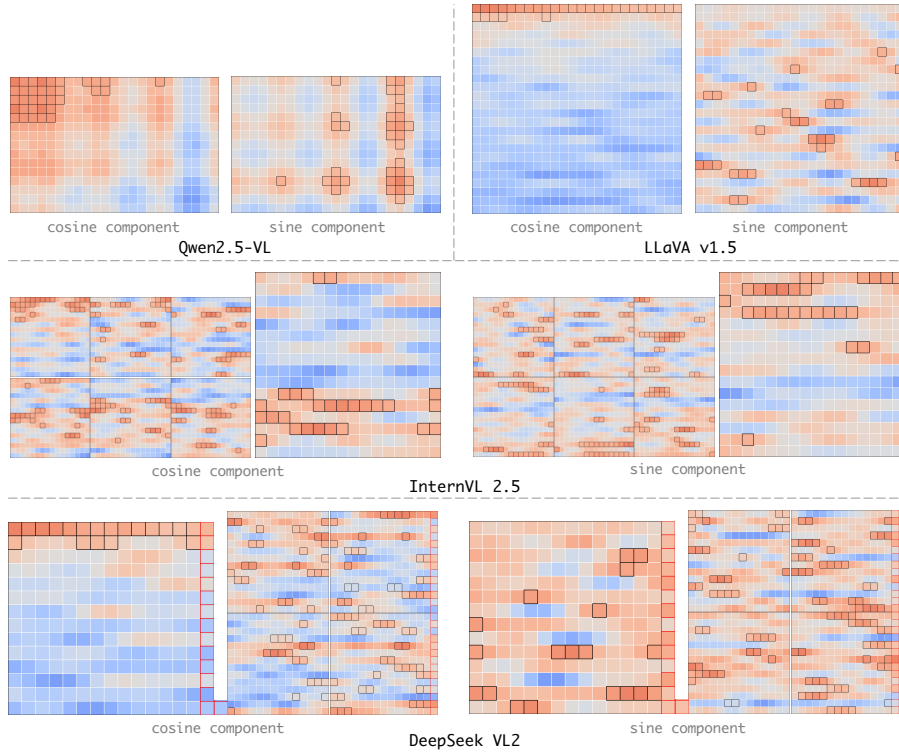 cosine component
sine component
Qwen2.5-VL
cosine component
sine component
LLaVA v1.5
cosine component
sine component
InternVL 2.5
cosine component
sine component
DeepSeek VL2